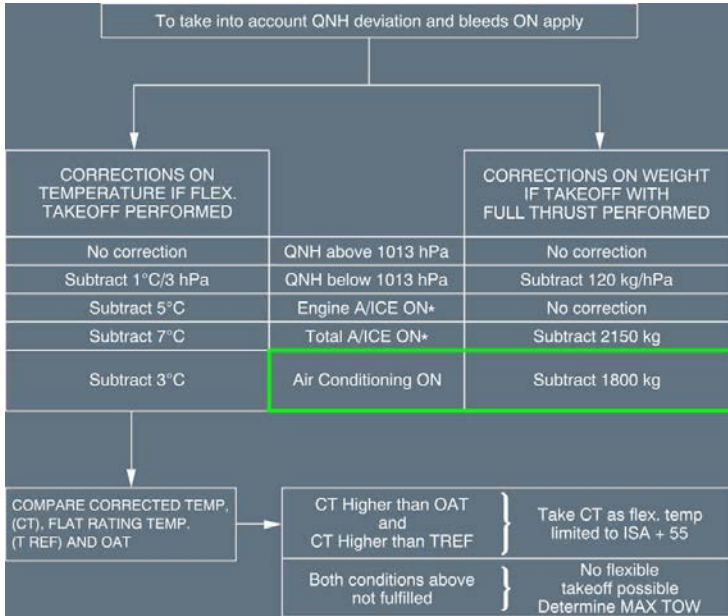 To take into account QNH deviation and bleeds ON apply
CORRECTIONS ON
TEMPERATURE IF FLEX.
TAKEOFF PERFORMED
CORRECTIONS ON WEIGHT
IF TAKEOFF WITH
FULL THRUST PERFORMED
No correction
QNH above 1013 hPa
No correction
Subtract 1°C/3 hPa
QNH below 1013 hPa
Subtract 120 kg/hPa
Subtract 5°C
Engine A/ICE ON*
No correction
Subtract 7°C
Total A/ICE ON*
Subtract 2150 kg
Subtract 3°C
Air Conditioning ON
Subtract 1800 kg
COMPARE CORRECTED TEMP,
(CT), FLAT RATING TEMP.
(T REF) AND OAT
CT Higher than OAT
and
CT Higher than TREF
Take CT as flex. temp
limited to ISA + 55
Both conditions above
not fulfilled
No flexible
takeoff possible
Determine MAX TOW